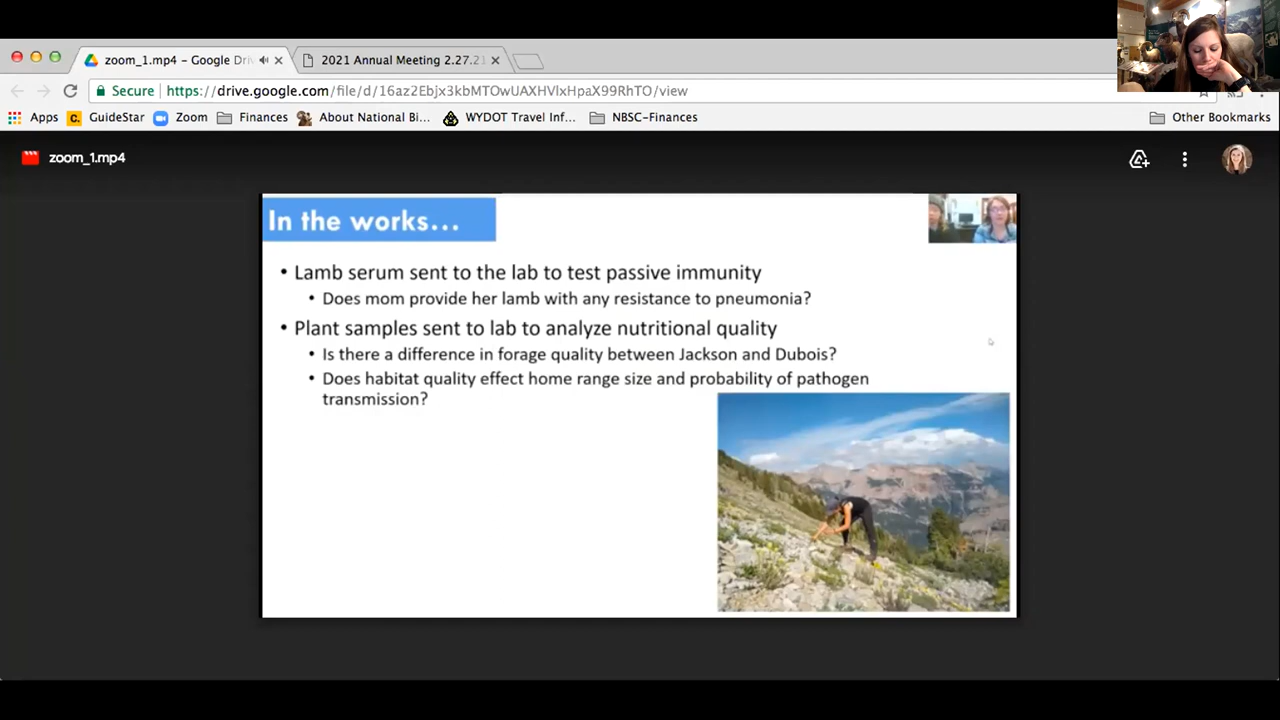 zoom_1.mp4 – Google Dri
2021 Annual Meeting 2.27.21
Secure
https://drive.google.com/file/d/16az2Ebjx3kbMTOwUAXHVlxHpaX99RhTO/view
Apps
GuideStar
Zoom
Finances
About National Bi...
WYDOT Travel Inf...
NBSC-Finances
Other Bookmarks
zoom_1.mp4
In the works...
• Lamb serum sent to the lab to test passive immunity
• Does mom provide her lamb with any resistance to pneumonia?
• Plant samples sent to lab to analyze nutritional quality
• Is there a difference in forage quality between Jackson and Dubois?
• Does habitat quality effect home range size and probability of pathogen
transmission?